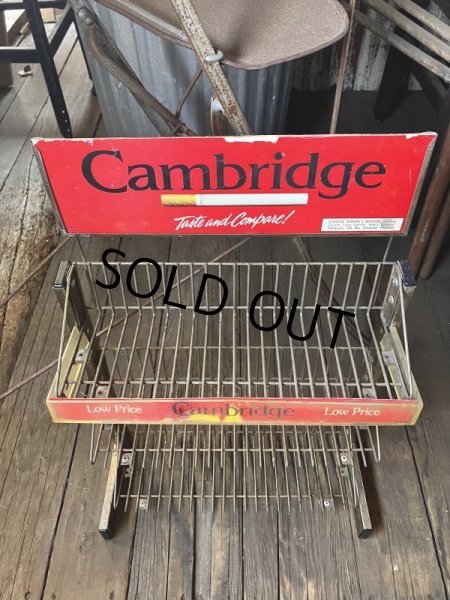 Cambridge
Taste and Compare!
SOLD OUT
Low Price Cambridge Low Price